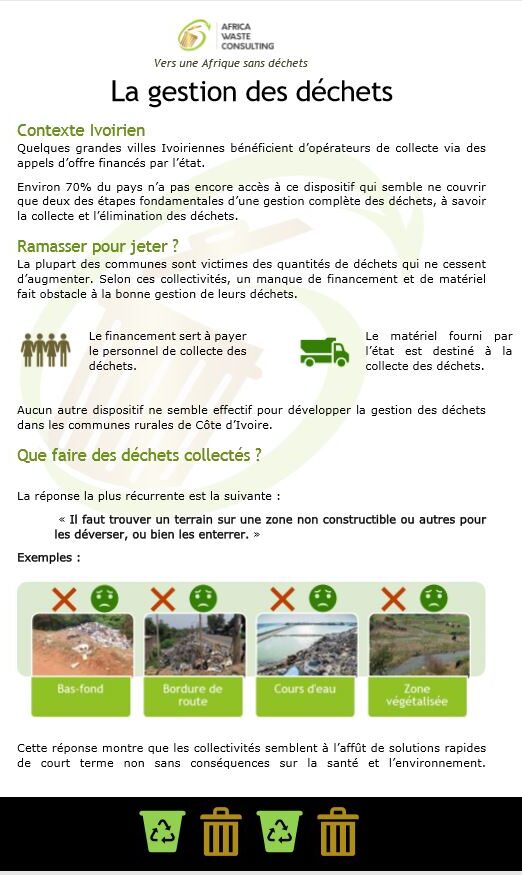 AFRICA
WASTE
CONSULTING
Vers une Afrique sans déchets
La gestion des déchets
Contexte Ivoirien
Quelques grandes villes Ivoiriennes bénéficient d’opérateurs de collecte via des
appels d’offre financés par l’état.
Environ 70% du pays n’a pas encore accès à ce dispositif qui semble ne couvrir
que deux des étapes fondamentales d’une gestion complète des déchets, à savoir
la collecte et l’élimination des déchets.
Ramasser pour jeter ?
La plupart des communes sont victimes des quantités de déchets qui ne cessent
d’augmenter. Selon ces collectivités, un manque de financement et de matériel
fait obstacle à la bonne gestion de leurs déchets.
Le financement sert à payer
le personnel de collecte des
déchets.
Le matériel fourni par
l’état est destiné à la
collecte des déchets.
Aucun autre dispositif ne semble effectif pour développer la gestion des déchets
dans les communes rurales de Côte d’Ivoire.
Que faire des déchets collectés ?
La réponse la plus récurrente est la suivante :
« Il faut trouver un terrain sur une zone non constructible ou autres pour
les déverser, ou bien les enterrer. »
Exemples :
Bas-fond
Bordure de
route
Cours d'eau
Zone
végétalisée
Cette réponse montre que les collectivités semblent à l’affût de solutions rapides
de court terme non sans conséquences sur la santé et l’environnement.